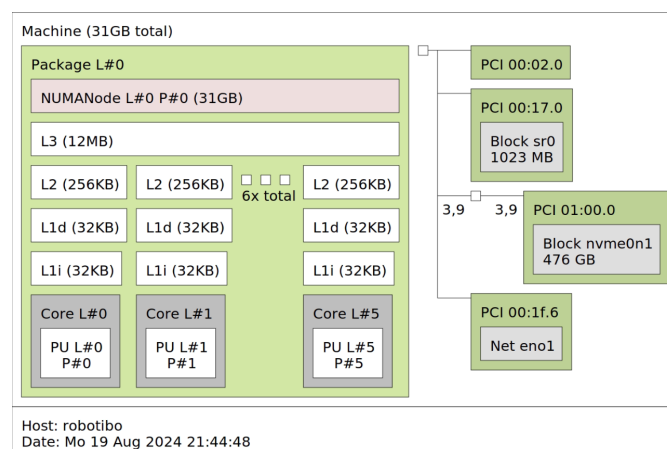 Machine (31GB total)
Package L#0
NUMANode L#0 P#0 (31GB)
L3 (12MB)
L2 (256KB)
L2 (256KB)
6x total
L2 (256KB)
L1d (32KB)
L1d (32KB)
L1d (32KB)
L1i (32KB)
L1i (32KB)
L1i (32KB)
Core L#0
PU L#0
P#0
Core L#1
PU L#1
P#1
Core L#5
PU L#5
P#5
PCI 00:02.0
PCI 00:17.0
Block sr0
1023 MB
3,9
3,9
PCI 01:00.0
Block nvme0n1
476 GB
PCI 00:1f.6
Net eno1
Host: robotibo
Date: Mo 19 Aug 2024 21:44:48